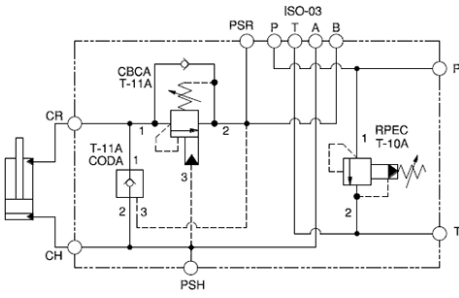 ISO-03
PSR P T A B
CBCA
T-11A
P
CR
1 2
T-11A
CODA
1
3
RPEC
T-10A
1
2 3
2
T
CH
PSH